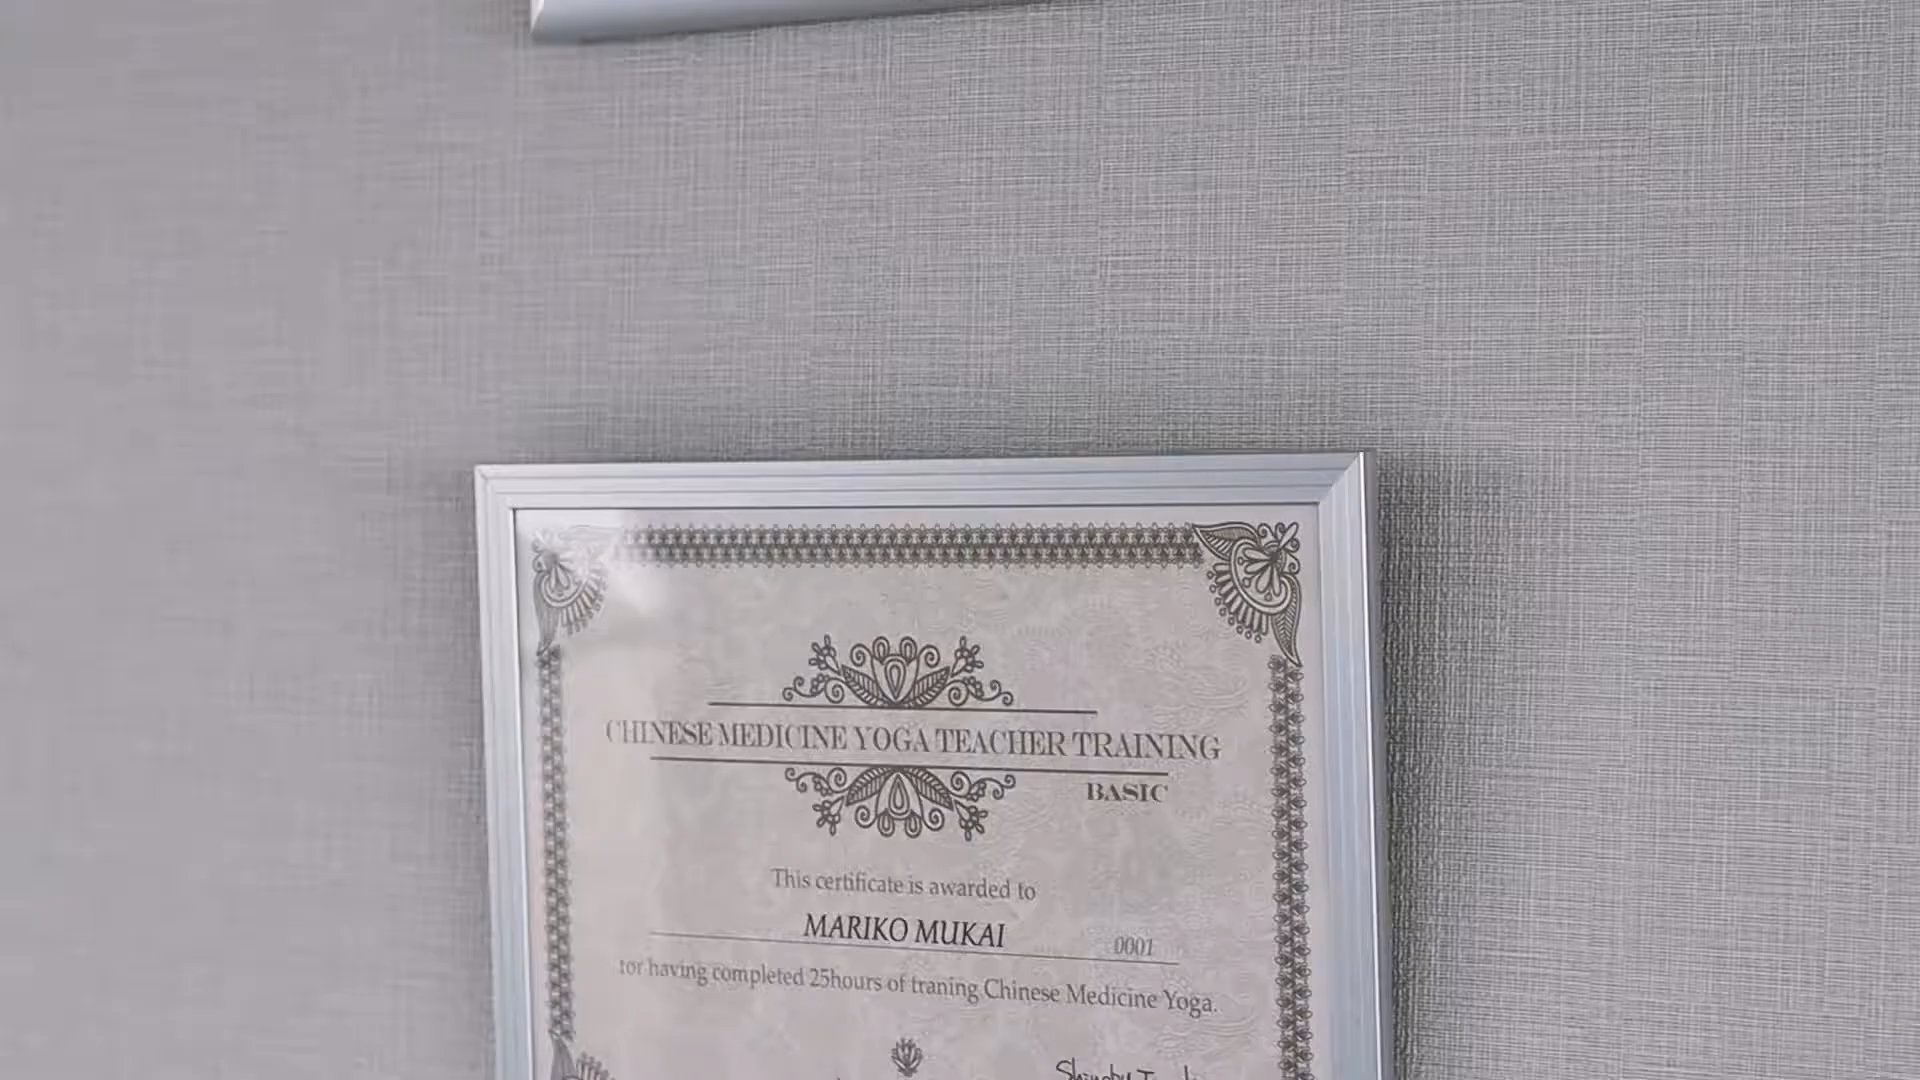 CHINESE MEDICINE YOGA TEACHER TRAINING
BASIC
This certificate is awarded to
MARIKO MUKAI 0001
for having completed 25hours of traning Chinese Medicine Yoga.